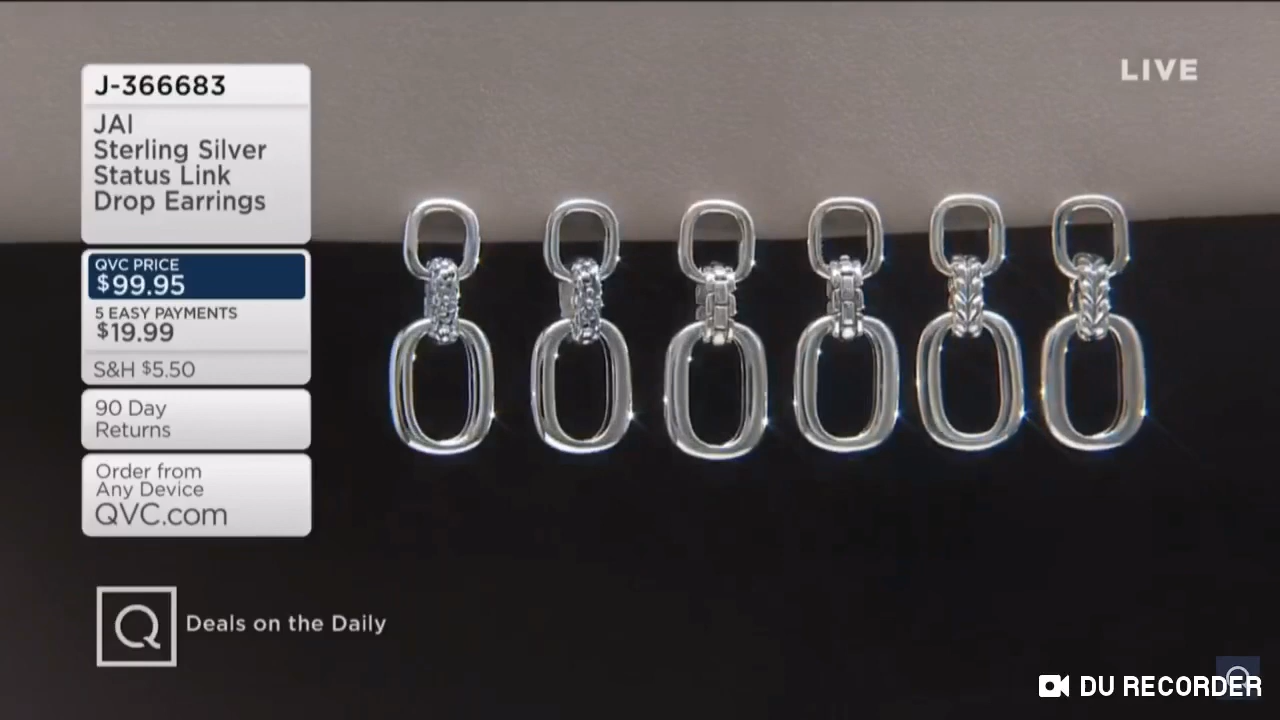 J-366683
JAI
Sterling Silver
Status Link
Drop Earrings
QVC PRICE
$99.95
5 EASY PAYMENTS
$19.99
S&H $5.50
90 Day
Returns
Order from
Any Device
QVC.com
Q Deals on the Daily
LIVE
DU RECORDER